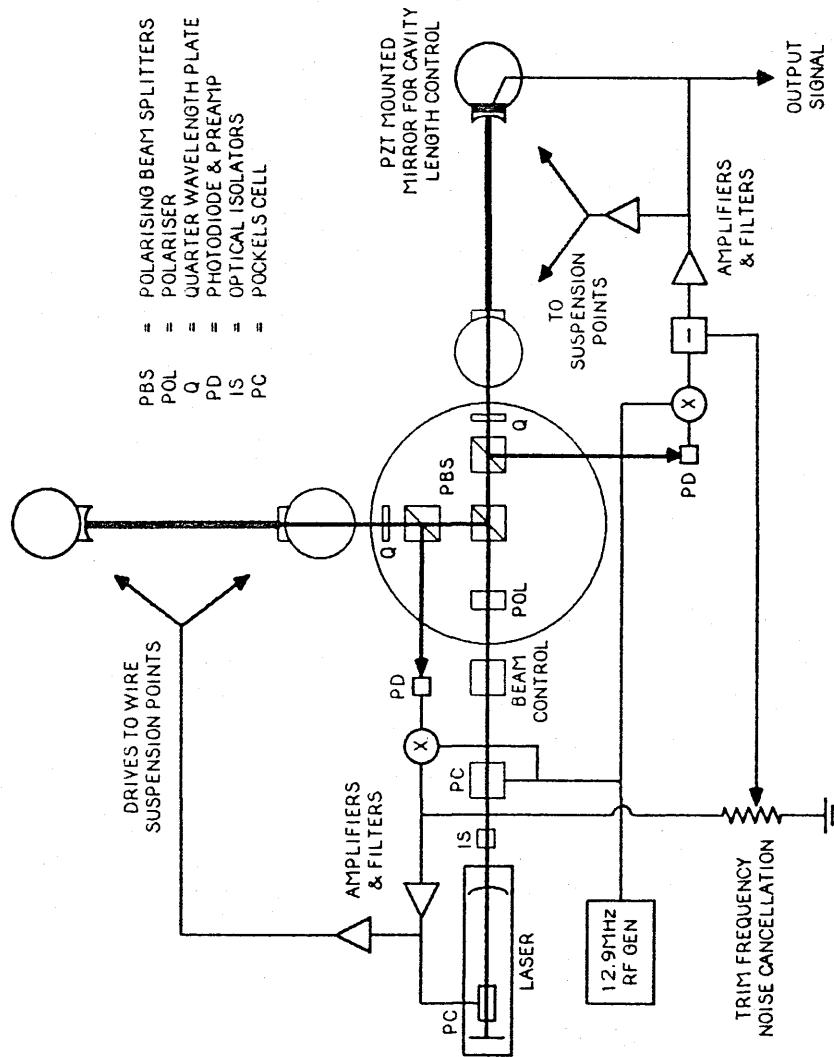 PBS = POLARISING BEAM SPLITTERS
POL = POLARISER
Q = QUARTER WAVELENGTH PLATE
PD = PHOTODIODE & PREAMP
IS = OPTICAL ISOLATORS
PC = POCKELS CELL
PZT MOUNTED
MIRROR FOR CAVITY
LENGTH CONTROL
DRIVES TO WIRE
SUSPENSION POINTS
TO
SUSPENSION
POINTS
OUTPUT
SIGNAL
AMPLIFIERS
& FILTERS
AMPLIFIERS
& FILTERS
Q
PBS
Q
PD
X
PD
X
−
POL
BEAM
CONTROL
PC
IS
PC
LASER
12.9MHz
RF GEN
TRIM FREQUENCY
NOISE CANCELLATION